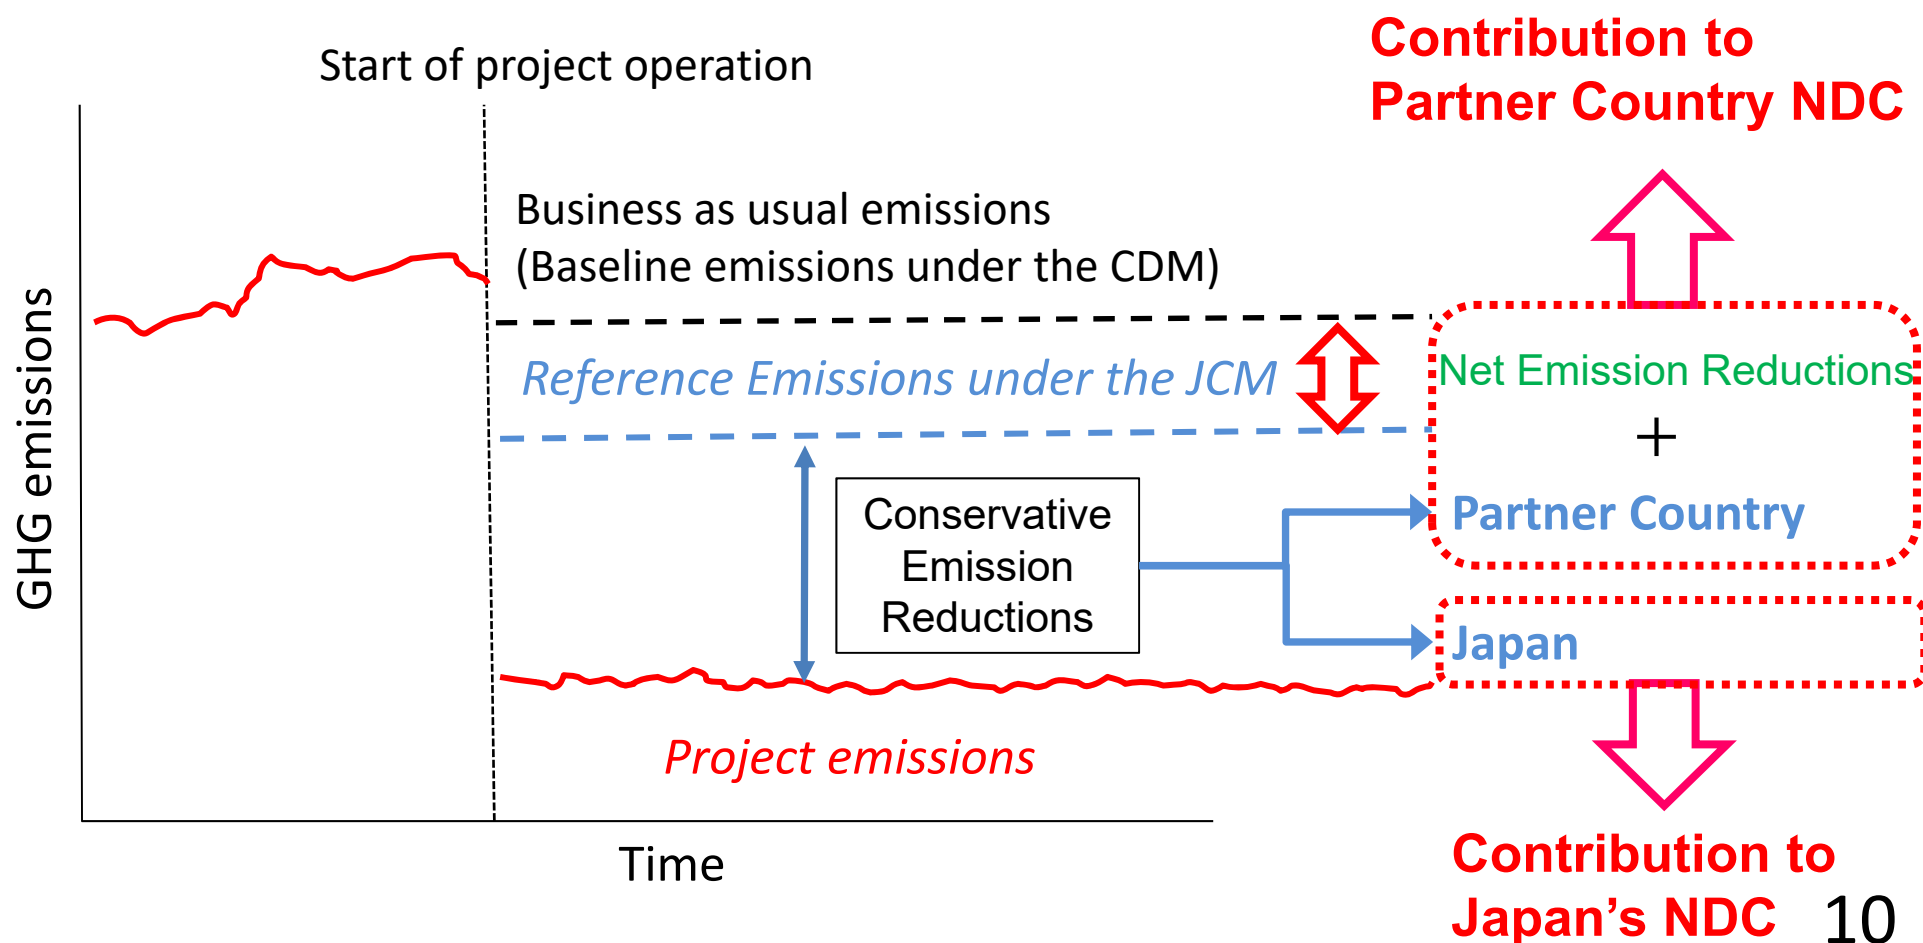 Contribution to
Partner Country NDC
Start of project operation
Business as usual emissions
(Baseline emissions under the CDM)
Reference Emissions under the JCM
Net Emission Reductions
+
GHG emissions
Conservative
Emission
Reductions
Partner Country
Japan
Project emissions
Time
Contribution to
Japan’s NDC
10